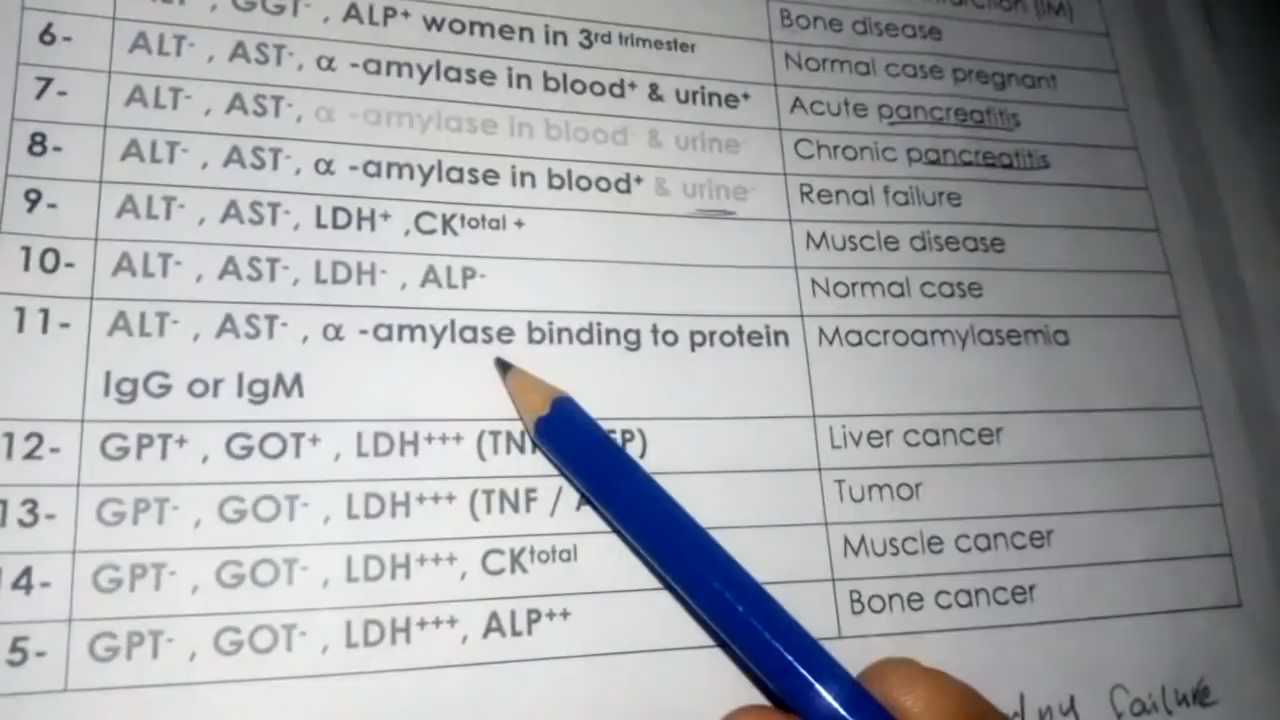 GGT- , ALP+ women in 3rd trimester
Bone disease
6- ALT- , AST-, α -amylase in blood+ & urine+
Normal case pregnant
7- ALT- , AST-, α -amylase in blood- & urine-
Acute pancreatitis
8- ALT- , AST-, α -amylase in blood+ & urine-
Chronic pancreatitis
9- ALT- , AST-, LDH+ ,CKtotal +
Renal failure
10- ALT- , AST-, LDH- , ALP-
Muscle disease
Normal case
11- ALT- , AST- , α -amylase binding to protein
Macroamylasemia
IgG or IgM
12- GPT+ , GOT+ , LDH+++
Liver cancer
13- GPT- , GOT- , LDH+++ (TNF /
Tumor
4- GPT- , GOT- , LDH+++, CKtotal
Muscle cancer
5- GPT- , GOT- , LDH+++, ALP++
Bone cancer
failure